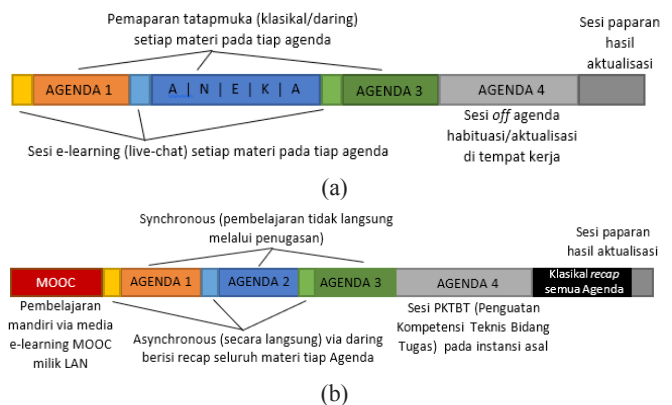 Pemaparan tatapmuka (klasikal/daring)
setiap materi pada tiap agenda
Sesi paparan
hasil
aktualisasi
AGENDA 1
A | N | E | K | A
AGENDA 3
AGENDA 4
Sesi e-learning (live-chat) setiap materi pada tiap agenda
Sesi off agenda
habituasi/aktualisasi
di tempat kerja
(a)
Synchronous (pembelajaran tidak langsung
melalui penugasan)
Sesi paparan
hasil aktualisasi
MOOC
AGENDA 1
AGENDA 2
AGENDA 3
AGENDA 4
Klasikal recap
semua Agenda
Pembelajaran
mandiri via media
e-learning MOOC
milik LAN
Asynchronous (secara langsung) via daring
berisi recap seluruh materi tiap Agenda
Sesi PKTBT (Penguatan
Kompetensi Teknis Bidang
Tugas) pada instansi asal
(b)